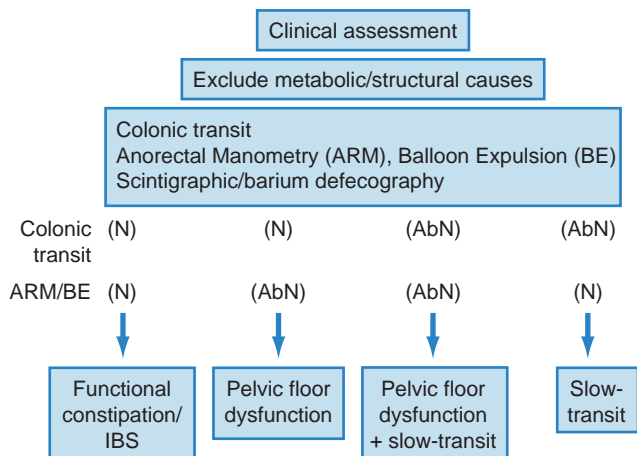 Clinical assessment
Exclude metabolic/structural causes
Colonic transit
Anorectal Manometry (ARM), Balloon Expulsion (BE)
Scintigraphic/barium defecography
Colonic transit (N) (N) (AbN) (AbN)
ARM/BE (N) (AbN) (AbN) (N)
Functional
constipation/
IBS
Pelvic floor
dysfunction
Pelvic floor
dysfunction
+ slow-transit
Slow-
transit